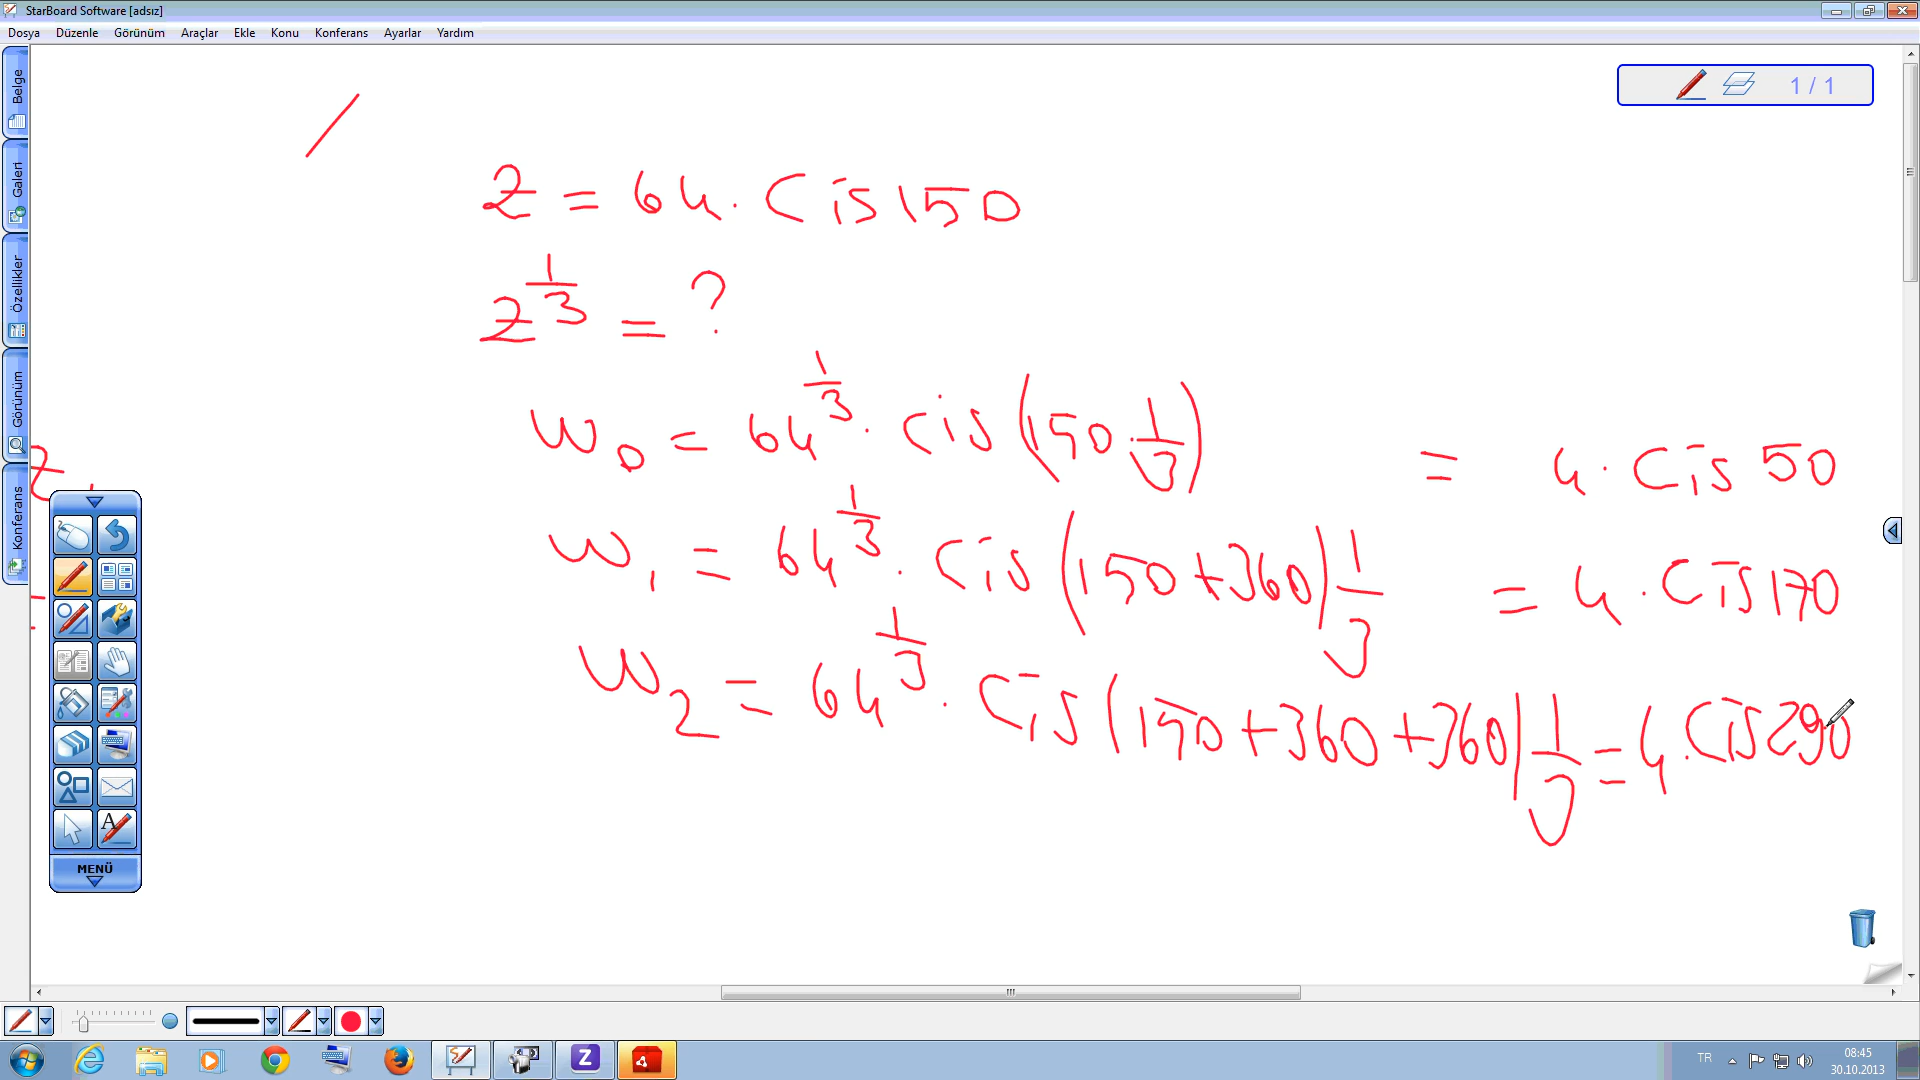 StarBoard Software [adsız]
Dosya Düzenle Görünüm Araçlar Ekle Konu Konferans Ayarlar Yardım
Belge
Galeri
Özellikler
Görünüm
Konferans
1 / 1
z = 64 . Cis 150
z^{1/3} = ?
w_0 = 64^{1/3} . cis (150 . 1/3) = 4 . Cis 50
w_1 = 64^{1/3} . Cis (150 + 360) 1/3 = 4 . Cis 170
w_2 = 64^{1/3} . Cis (150 + 360 + 360) 1/3 = 4 . Cis 290
MENÜ
TR
08:45
30.10.2013